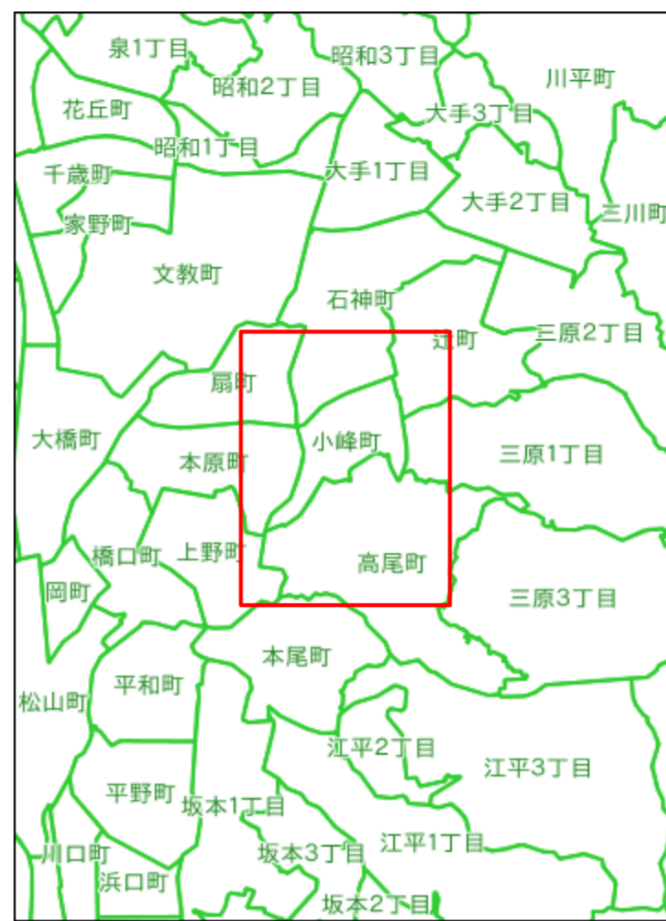 泉1丁目
昭和3丁目
川平町
昭和2丁目
花丘町
大手3丁目
昭和1丁目
千歳町
大手1丁目
大手2丁目
三川町
家野町
文教町
石神町
三原2丁目
辻町
扇町
大橋町
小峰町
三原1丁目
本原町
橋口町
上野町
高尾町
岡町
三原3丁目
本尾町
平和町
松山町
江平2丁目
江平3丁目
平野町
坂本1丁目
江平1丁目
川口町
坂本3丁目
浜口町
坂本2丁目